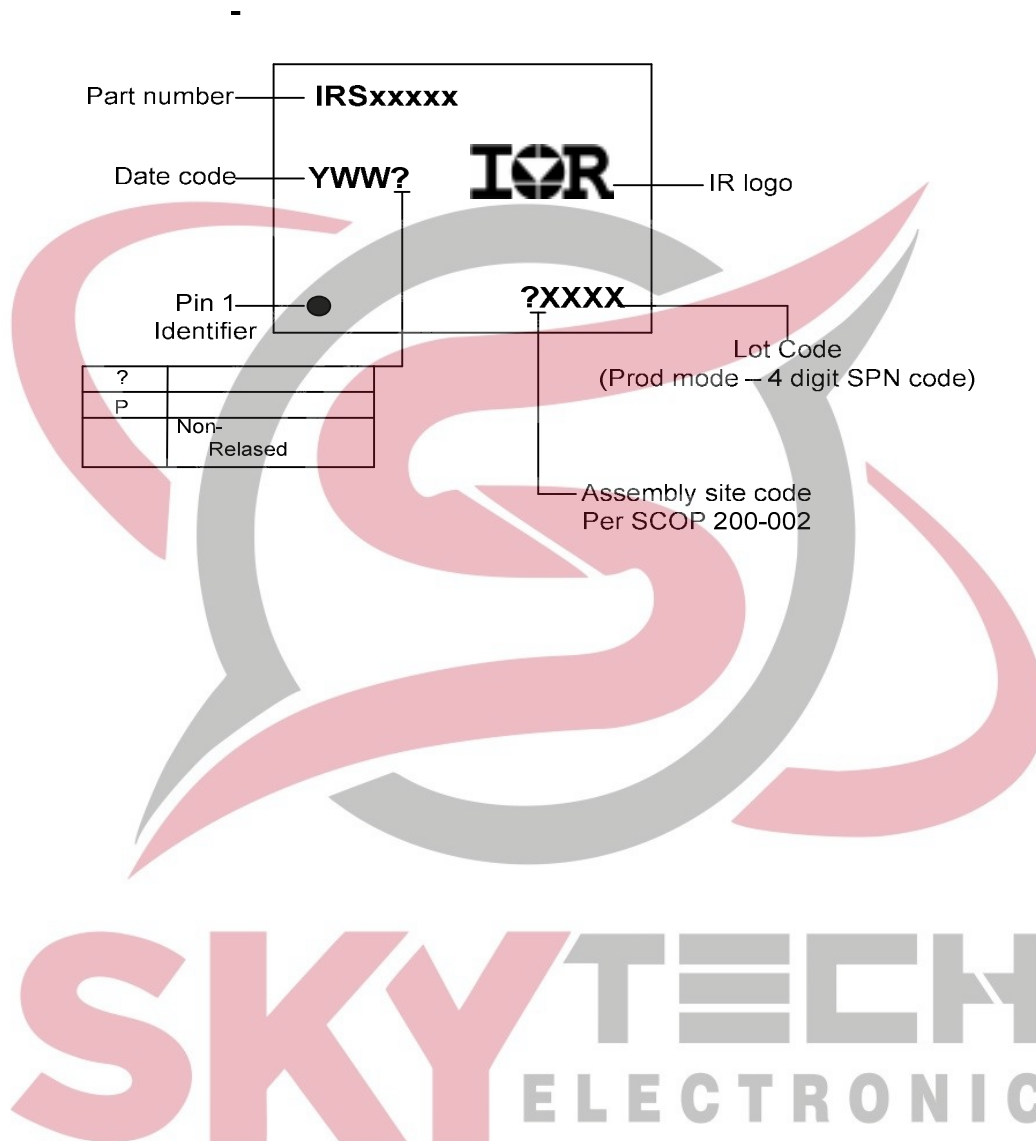 -
Part number
IRSxxxxx
Date code
YWW?
IOR
IR logo
Pin 1
Identifier
?XXXX
Lot Code
(Prod mode – 4 digit SPN code)
?
P
Non-
Relased
Assembly site code
Per SCOP 200-002
SKYTECH
ELECTRONIC